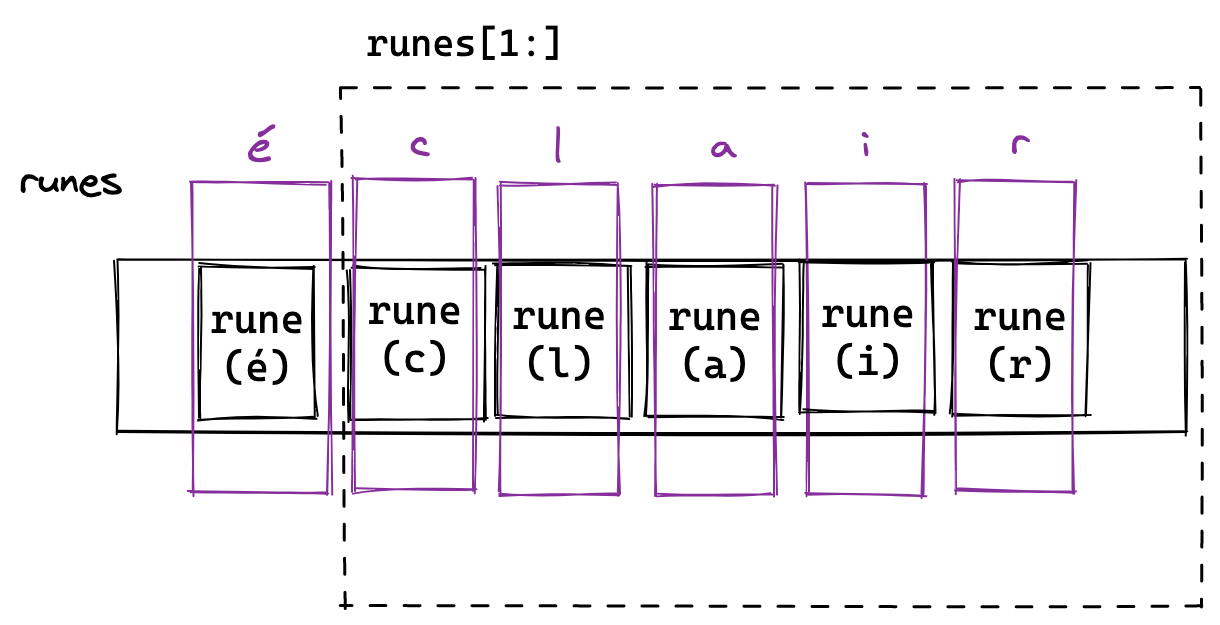 runes[1:]
é c l a i r
runes
rune rune rune rune rune rune
(é) (c) (l) (a) (i) (r)